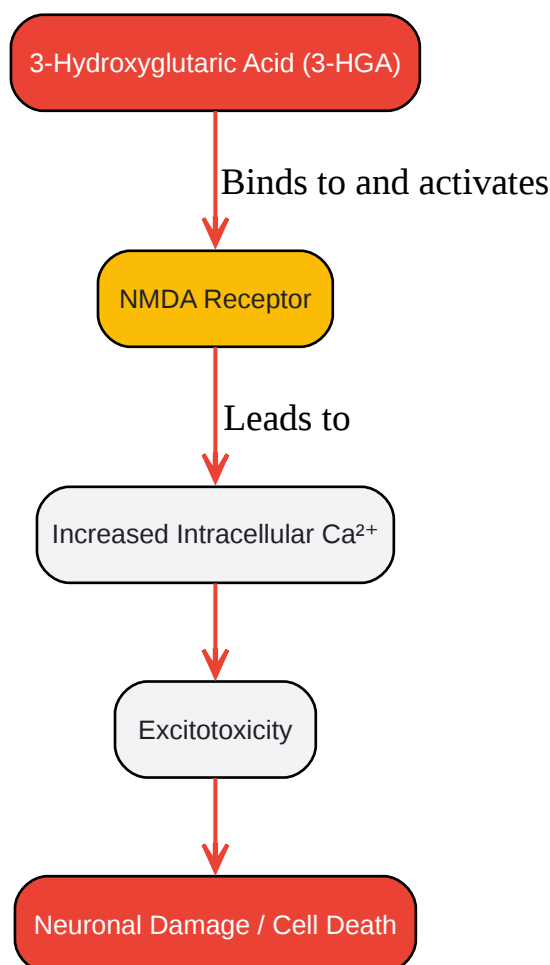 3-Hydroxyglutaric Acid (3-HGA)
Binds to and activates
NMDA Receptor
Leads to
Increased Intracellular Ca²⁺
Excitotoxicity
Neuronal Damage / Cell Death